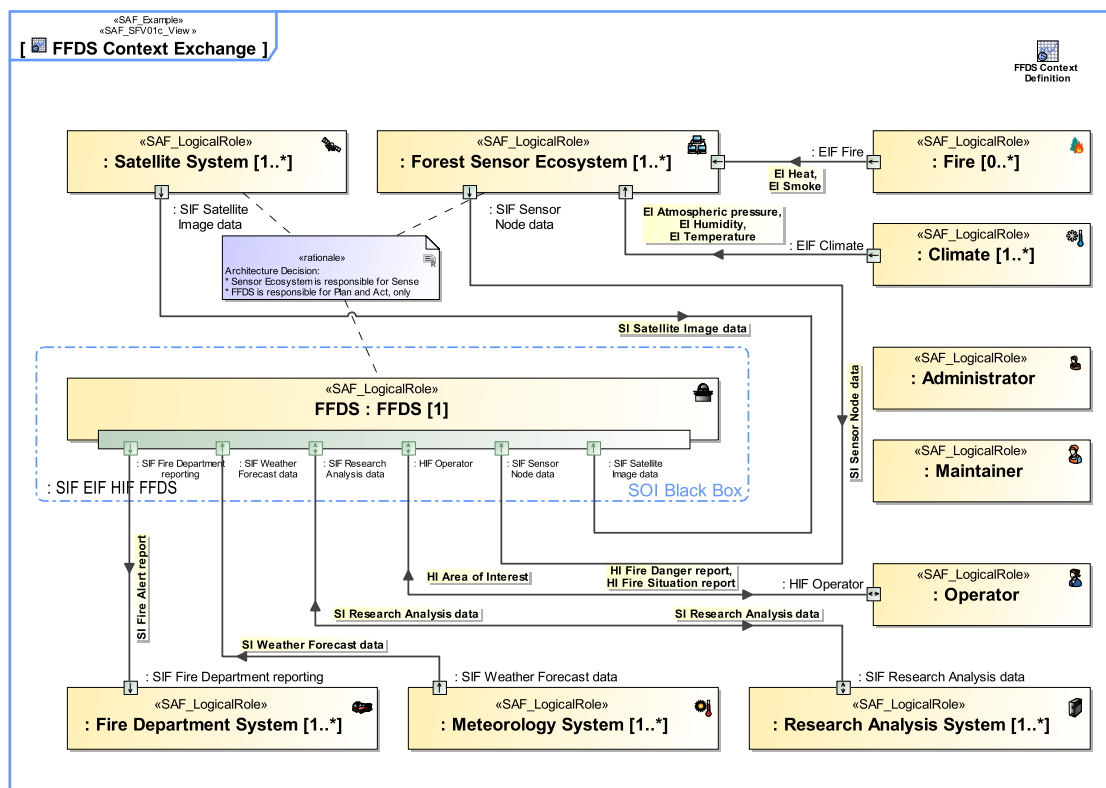 «SAF_Example»
«SAF_SFV01c_View»
[ FFDS Context Exchange ]
FFDS Context
Definition
«SAF_LogicalRole»
: Satellite System [1..*]
«SAF_LogicalRole»
: Forest Sensor Ecosystem [1..*]
«SAF_LogicalRole»
: Fire [0..*]
: EIF Fire
EI Heat,
EI Smoke
: SIF Satellite
Image data
: SIF Sensor
Node data
EI Atmospheric pressure,
EI Humidity,
EI Temperature
: EIF Climate
«SAF_LogicalRole»
: Climate [1..*]
«rationale»
Architecture Decision:
* Sensor Ecosystem is responsible for Sense
* FFDS is responsible for Plan and Act, only
SI Satellite Image data
SI Sensor Node data
«SAF_LogicalRole»
: Administrator
«SAF_LogicalRole»
FFDS : FFDS [1]
«SAF_LogicalRole»
: Maintainer
: SIF Fire Department
reporting
: SIF Weather
Forecast data
: SIF Research
Analysis data
: HIF Operator
: SIF Sensor
Node data
: SIF Satellite
Image data
: SIF EIF HIF FFDS
SOI Black Box
SI Fire Alert report
HI Area of Interest
HI Fire Danger report,
HI Fire Situation report
: HIF Operator
«SAF_LogicalRole»
: Operator
SI Research Analysis data
SI Research Analysis data
SI Weather Forecast data
: SIF Fire Department reporting
: SIF Weather Forecast data
: SIF Research Analysis data
«SAF_LogicalRole»
: Fire Department System [1..*]
«SAF_LogicalRole»
: Meteorology System [1..*]
«SAF_LogicalRole»
: Research Analysis System [1..*]